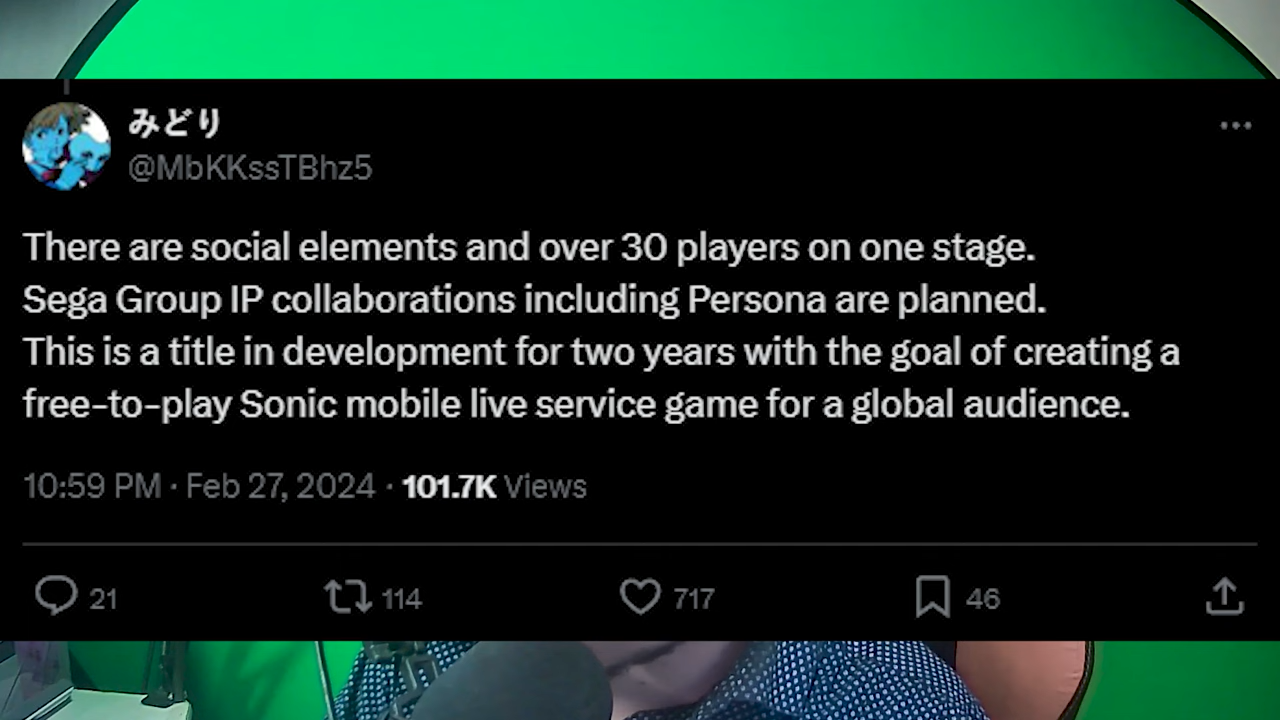 みどり
@MbKKssTBhz5
There are social elements and over 30 players on one stage.
Sega Group IP collaborations including Persona are planned.
This is a title in development for two years with the goal of creating a
free-to-play Sonic mobile live service game for a global audience.
10:59 PM · Feb 27, 2024 · 101.7K Views
21 114 717 46